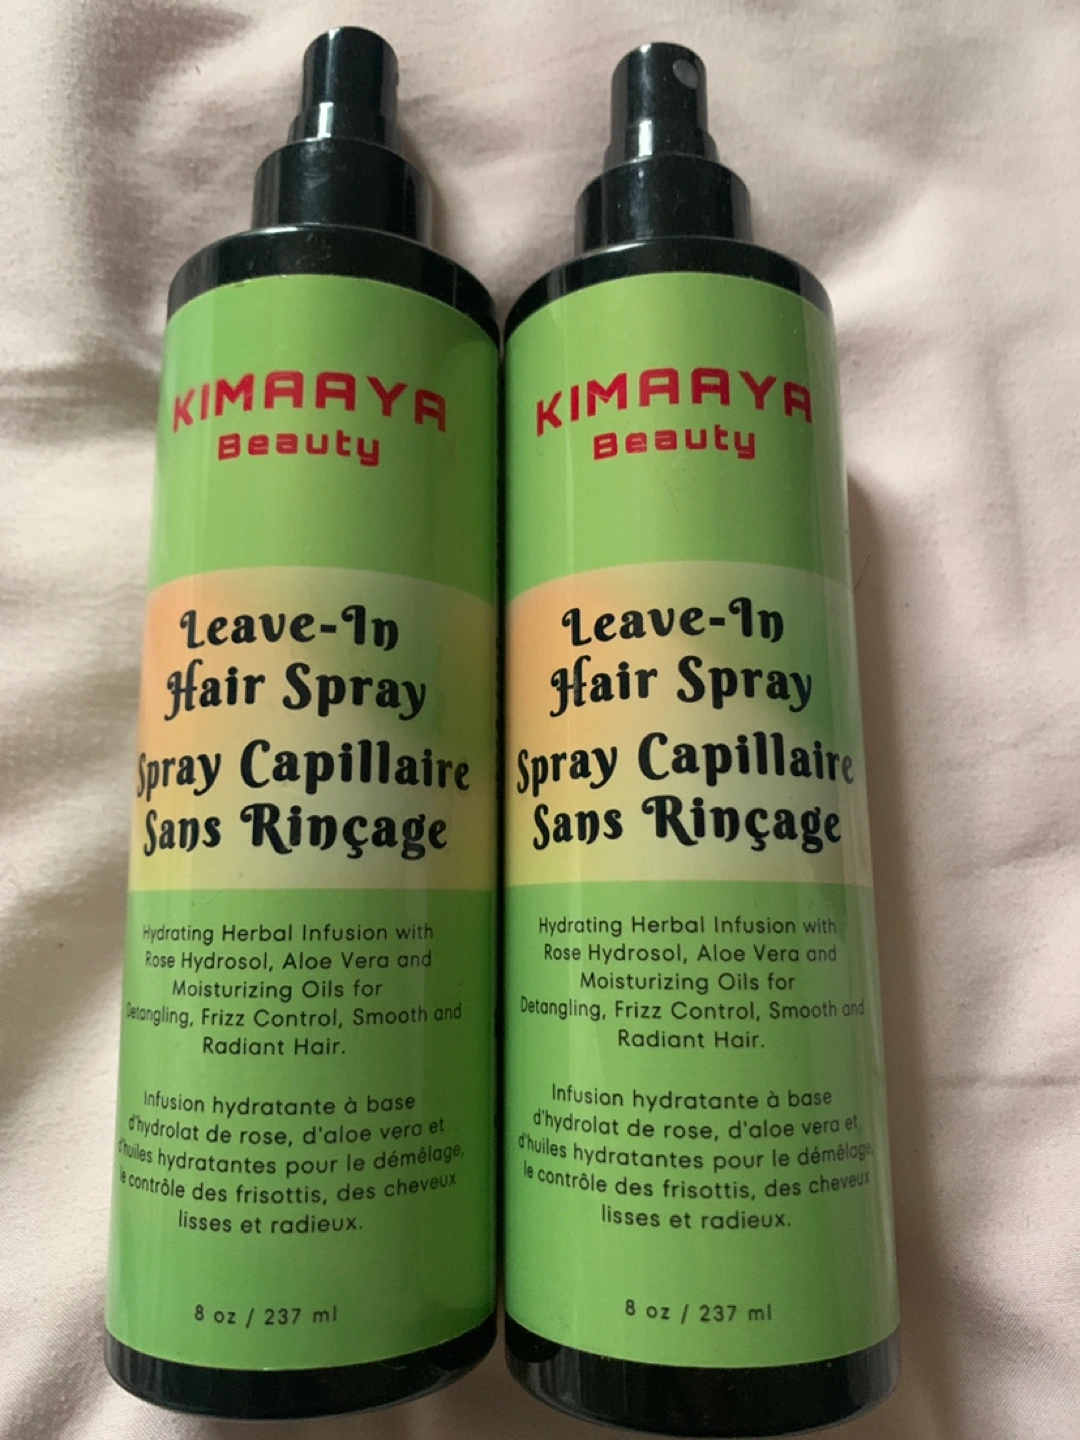 KIMAAYA
Beauty
Leave-In
Hair Spray
Spray Capillaire
Sans Rinçage
Hydrating Herbal Infusion with
Rose Hydrosol, Aloe Vera and
Moisturizing Oils for
Detangling, Frizz Control, Smooth and
Radiant Hair.
Infusion hydratante à base
d'hydrolat de rose, d'aloe vera et
d'huiles hydratantes pour le démêlage,
le contrôle des frisottis, des cheveux
lisses et radieux.
8 oz / 237 ml
KIMAAYA
Beauty
Leave-In
Hair Spray
Spray Capillaire
Sans Rinçage
Hydrating Herbal Infusion with
Rose Hydrosol, Aloe Vera and
Moisturizing Oils for
Detangling, Frizz Control, Smooth and
Radiant Hair.
Infusion hydratante à base
d'hydrolat de rose, d'aloe vera et
d'huiles hydratantes pour le démêlage,
le contrôle des frisottis, des cheveux
lisses et radieux.
8 oz / 237 ml